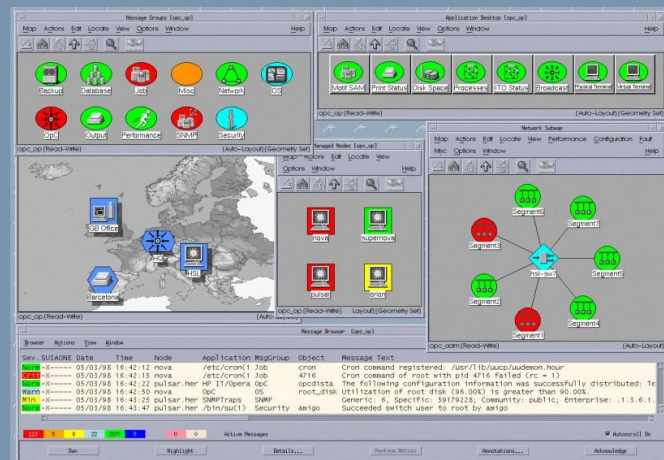 Message Groups [opc_op]
Map Actions Edit Locate View Options Window Help
Backup Database Job Misc Network OS
OpC Output Performance SNMP Security
opc_op (Read-Write) (Auto-Layout)(Geometry Set)
Application Desktop [opc_op]
Map Actions Edit Locate View Options Window Help
Motif SAM Print Status Disk Space Processes ITO Status Broadcast Physical Terminal Virtual Terminal
opc_op (Read-Write) (Auto-Layout)(Geometry Set)
GB Office
HQ
HSL
Barcelona
opc_op (Read-Write)
Managed Nodes [opc_op]
Map Actions Edit Locate View
Options Window Help
nova supernova
pulsar orion
opc_op (Read-Write) Layout)(Geometry Set)
Network Submap
Map Actions Edit Locate View Performance Configuration Fault
Misc Options Window Help
Segment6
Segment7
Segment3
Segment5
hsl-sw7
Segment2
Segment4
Segment1
opc_adm (Read-Write) (Auto-Layout)
Message Browser [opc_op]
Browser Actions View Window Help
Sev. SUIAONE Date Time Node Application MsgGroup Object Message Text
Norm -X----- 05/03/98 16:42:12 nova /etc/cron(1 Job cron Cron command registered: /usr/lib/uucp/uudemon.hour
Crit -X----- 05/03/98 16:42:15 nova /etc/cron(1 Job 4716 Cron command of root with pid 4716 failed (rc = 1)
Norm -X----- 05/03/98 16:42:22 pulsar.her HP IT/Opera OpC opcdista The following configuration information was successfully distributed: Te
Warn -X----- 05/03/98 16:42:50 nova OpC OS root_disk Utilization of root disk (96.00%) is greater than 90.00%.
Min -X----- 05/03/98 16:43:25 pulsar.her SNMPTraps SNMP Generic: 6, Specific: 59179228; Community: public; Enterprise: .1.3.6.1.
Norm -X----- 05/03/98 16:43:47 pulsar.her /bin/su(1) Security amigo Succeeded switch user to root by amigo
5 6 22 0 0 0 Active Messages Autoscroll On
Own Highlight Details... Perform Action Annotations... Acknowledge